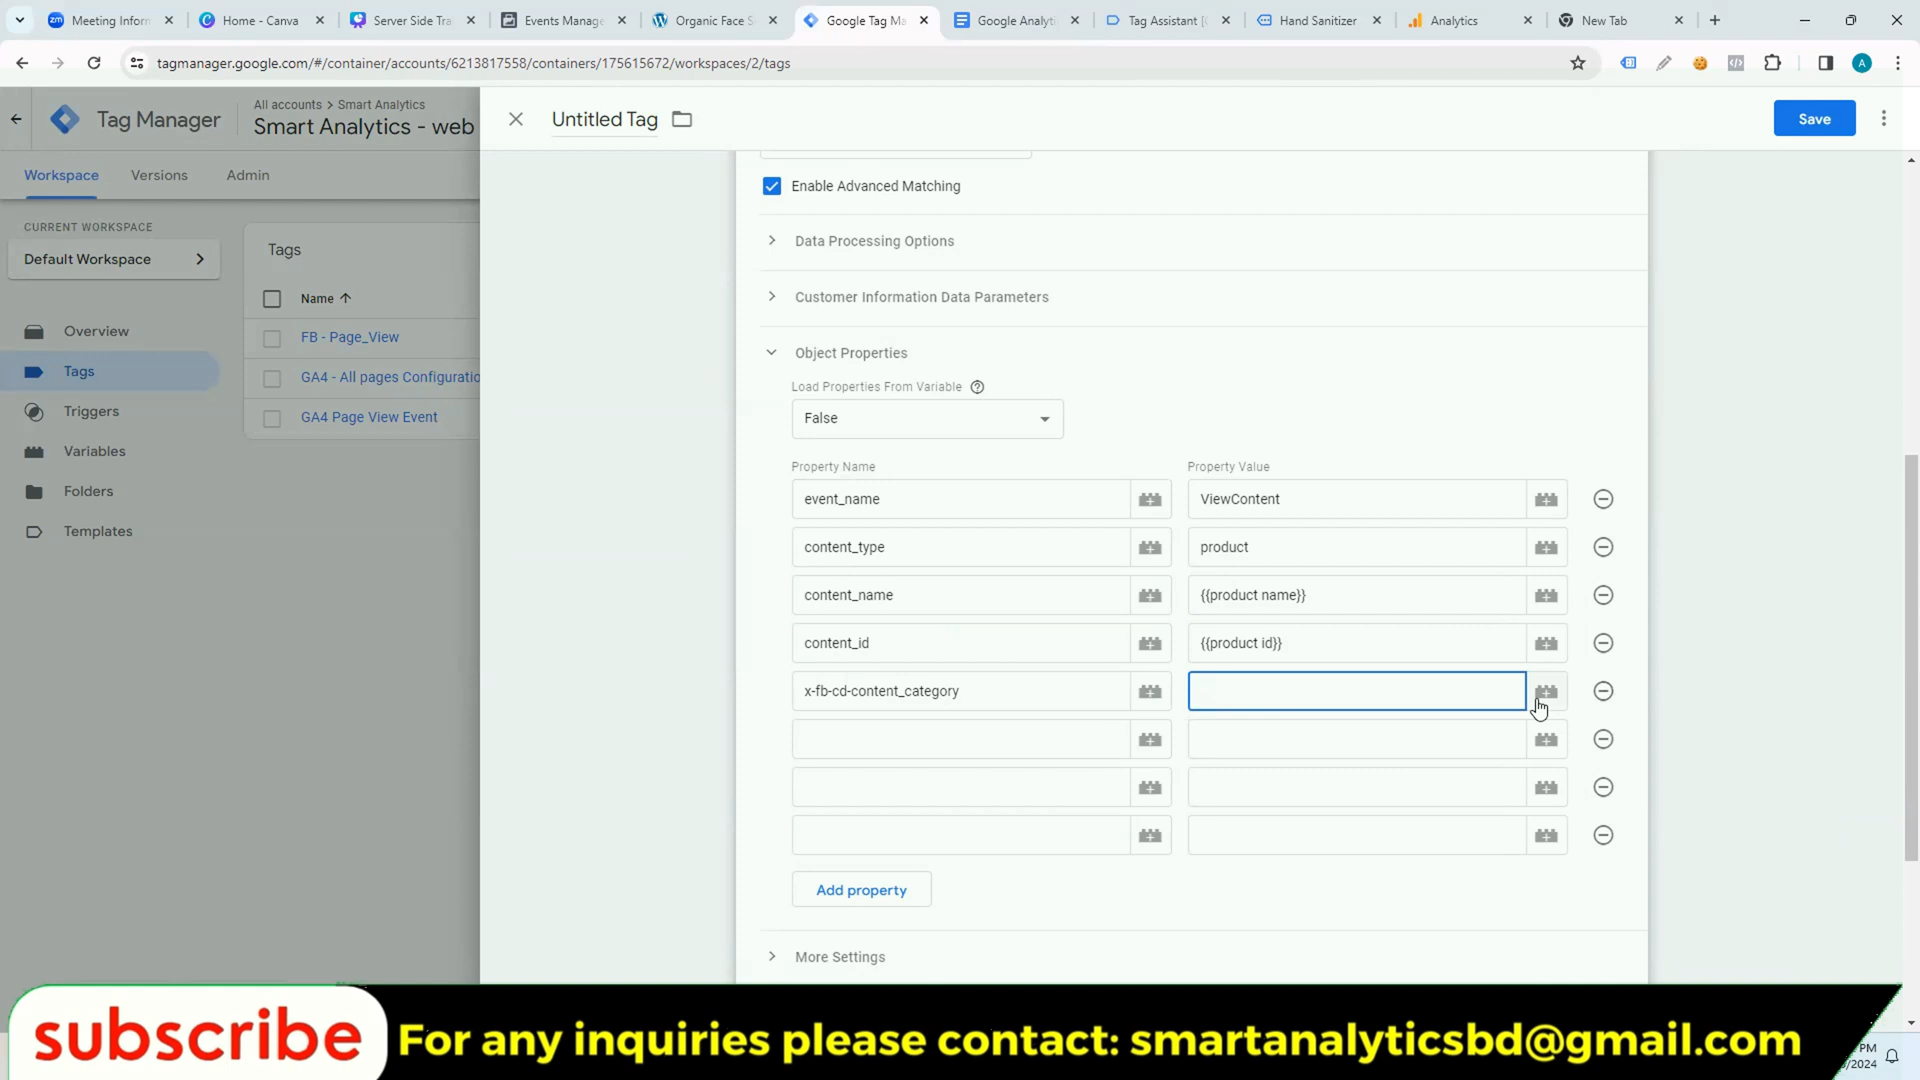 Meeting Inform
Home - Canva
Server Side Tra
Events Manage
Organic Face S
Google Tag Ma
Google Analyti
Tag Assistant [
Hand Sanitizer
Analytics
New Tab
tagmanager.google.com/#/container/accounts/6213817558/containers/175615672/workspaces/2/tags
A
Tag Manager
All accounts > Smart Analytics
Smart Analytics - web
Untitled Tag
Save
Workspace
Versions
Admin
CURRENT WORKSPACE
Default Workspace
Tags
Name
Overview
FB - Page_View
Tags
GA4 - All pages Configuratio
Triggers
GA4 Page View Event
Variables
Folders
Templates
Enable Advanced Matching
Data Processing Options
Customer Information Data Parameters
Object Properties
Load Properties From Variable
False
Property Name
Property Value
event_name
ViewContent
content_type
product
content_name
{{product name}}
content_id
{{product id}}
x-fb-cd-content_category
Add property
More Settings
subscribe
For any inquiries please contact: smartanalyticsbd@gmail.com
PM
/2024